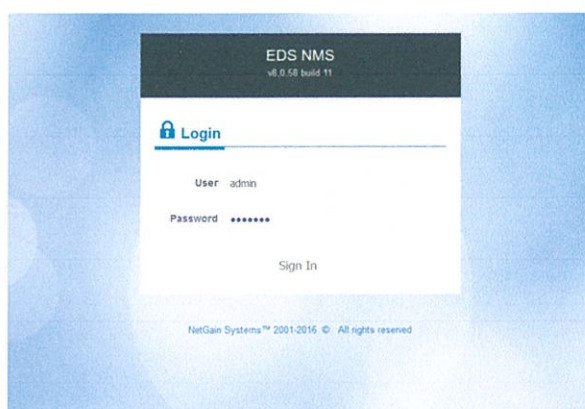 EDS NMS
v8.0.58 build 11
Login
User admin
Password •••••••
Sign In
NetGain Systems™ 2001-2016 © All rights reserved